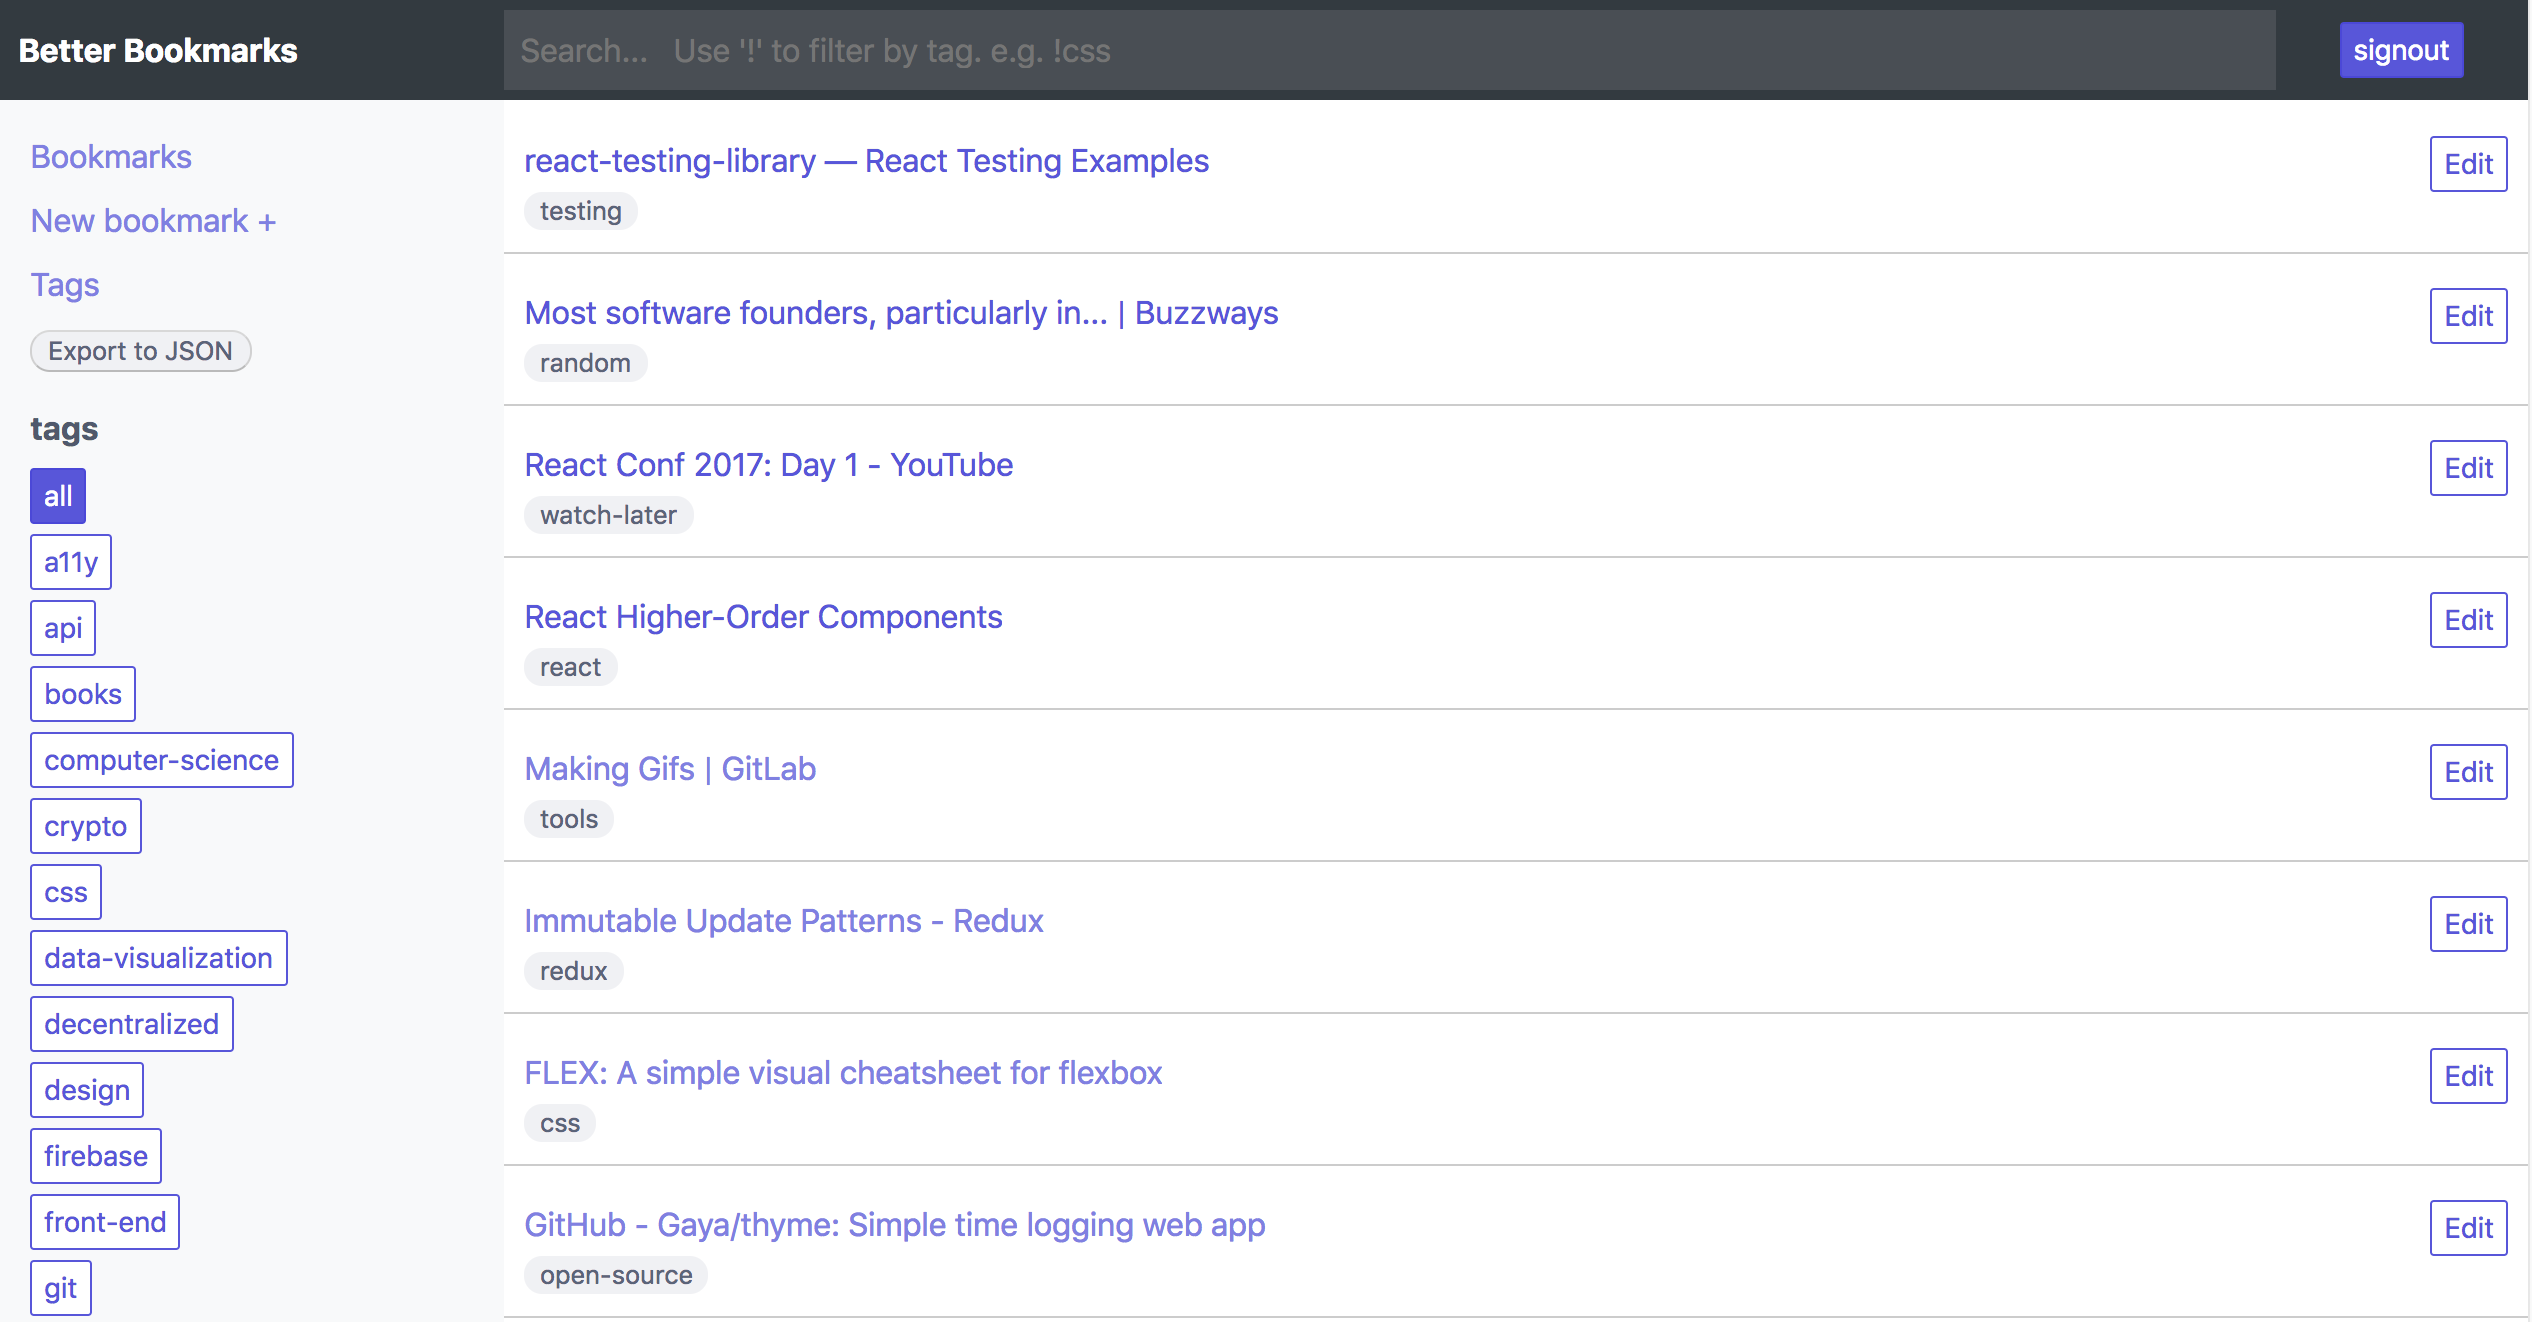 Better Bookmarks
Search... Use '!' to filter by tag. e.g. !css
signout
Bookmarks
New bookmark +
Tags
Export to JSON
tags
all
a11y
api
books
computer-science
crypto
css
data-visualization
decentralized
design
firebase
front-end
git
react-testing-library — React Testing Examples
Edit
testing
Most software founders, particularly in... | Buzzways
Edit
random
React Conf 2017: Day 1 - YouTube
Edit
watch-later
React Higher-Order Components
Edit
react
Making Gifs | GitLab
Edit
tools
Immutable Update Patterns - Redux
Edit
redux
FLEX: A simple visual cheatsheet for flexbox
Edit
css
GitHub - Gaya/thyme: Simple time logging web app
Edit
open-source